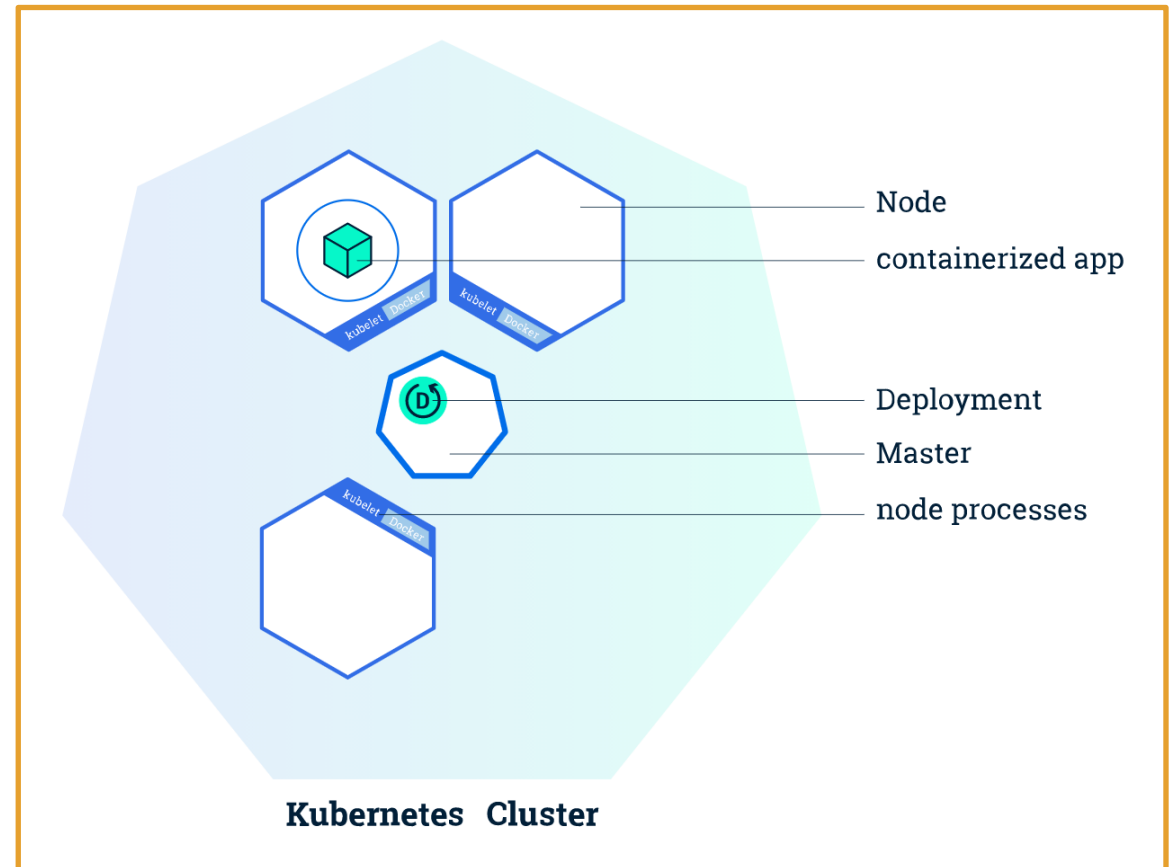 Node
containerized app
kubelet Docker
kubelet Docker
D
Deployment
Master
kubelet Docker
node processes
Kubernetes Cluster